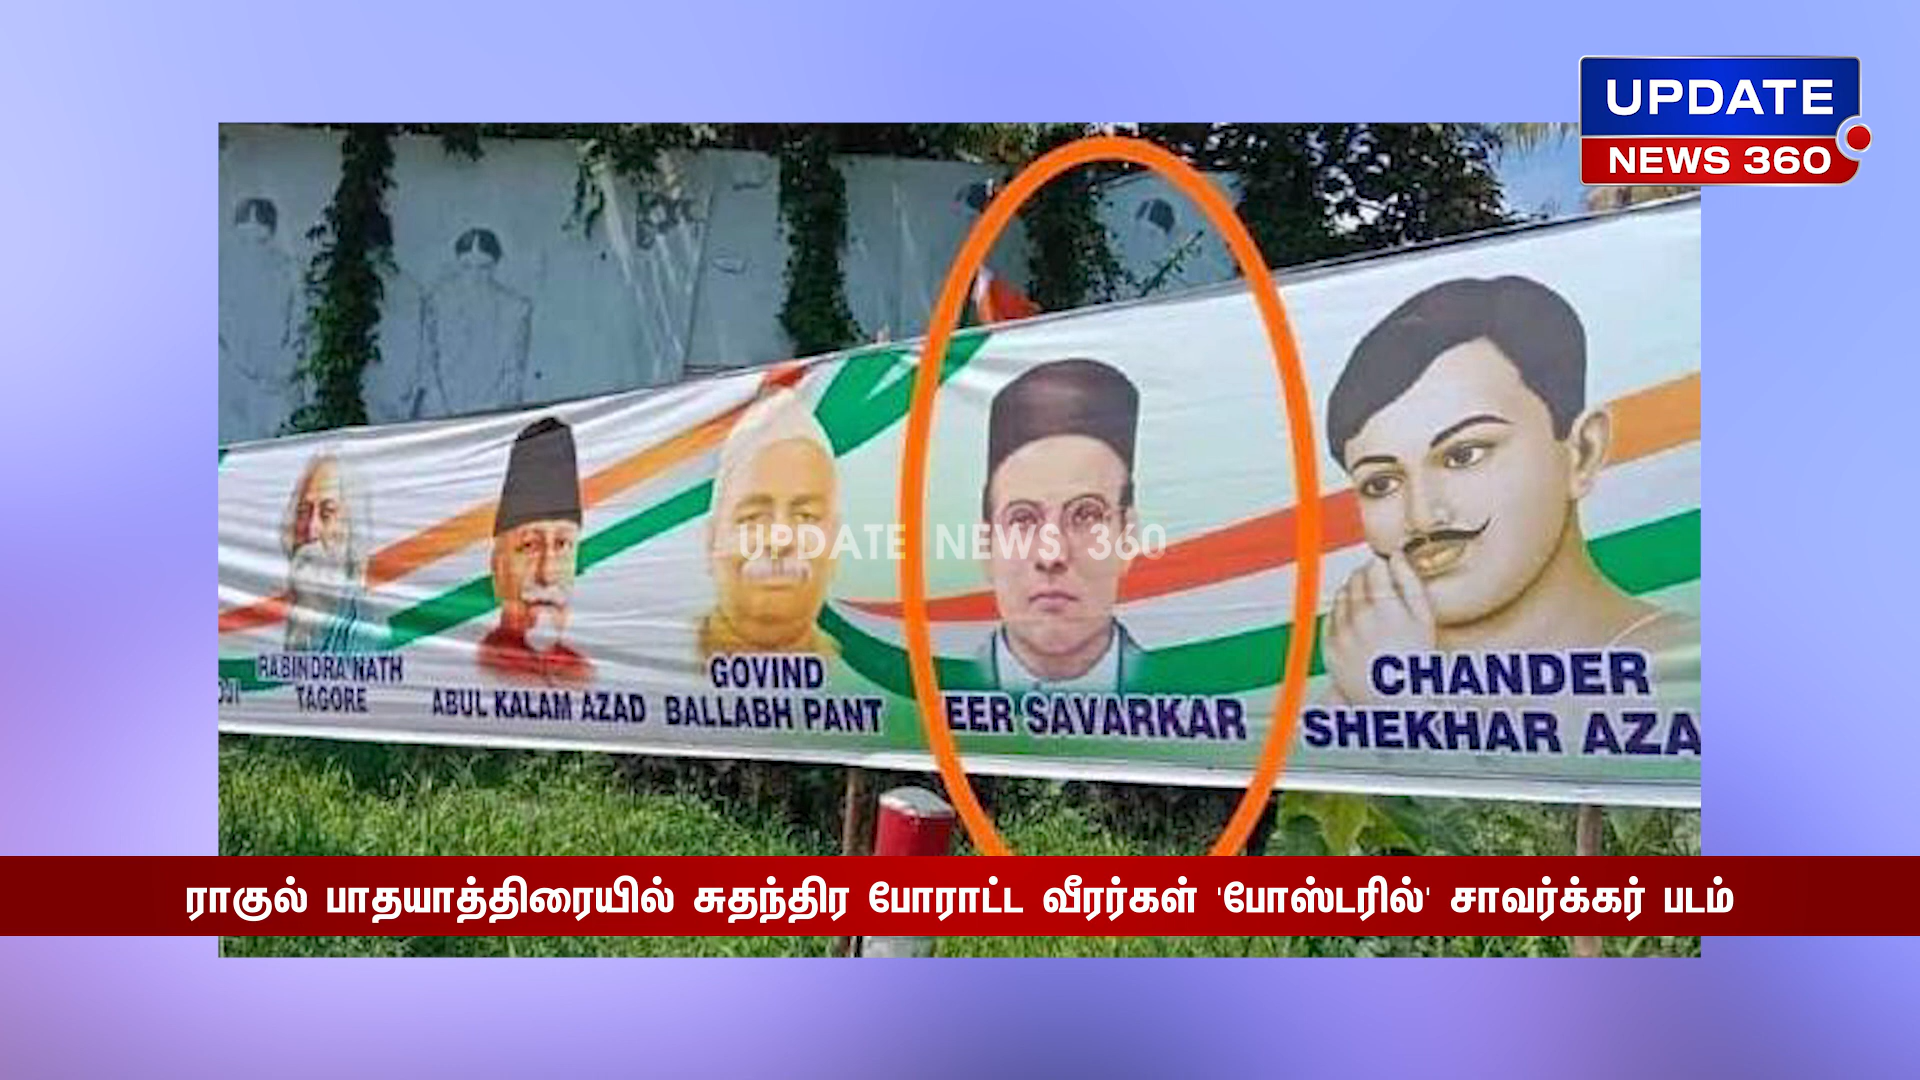 UPDATE
NEWS 360
RABINDRA NATH
TAGORE
ABUL KALAM AZAD
GOVIND
BALLABH PANT
EER SAVARKAR
CHANDER
SHEKHAR AZA
UPDATE NEWS 360
ராகுல் பாதயாத்திரையில் சுதந்திர போராட்ட வீரர்கள் 'போஸ்டரில்' சாவர்க்கர் படம்